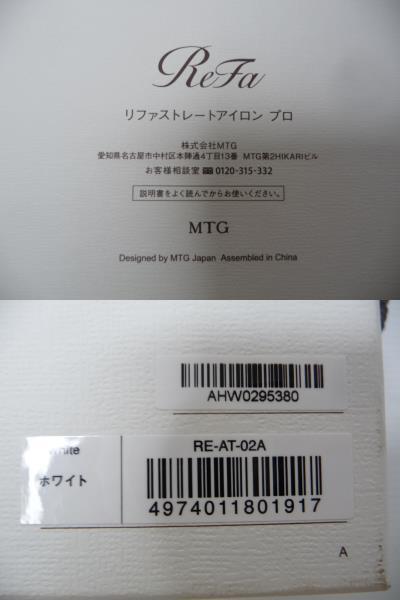 ReFa
リファストレートアイロン プロ
株式会社MTG
愛知県名古屋市中村区本陣通4丁目13番 MTG第2HIKARIビル
お客様相談室 0120-315-332
説明書をよく読んでからお使いください。
MTG
Designed by MTG Japan Assembled in China
AHW0295380
White
RE-AT-02A
ホワイト
4974011801917
A